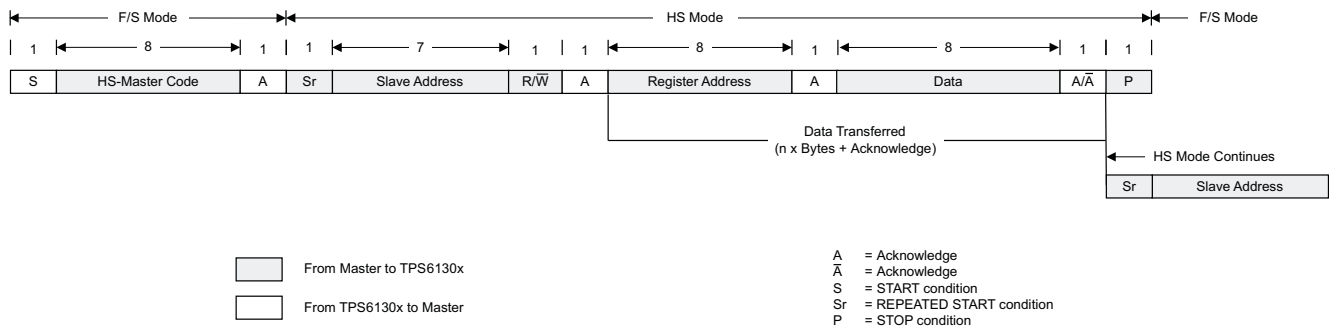 F/S Mode HS Mode F/S Mode
1 8 1 1 7 1 1 8 1 8 1 1
S HS-Master Code A Sr Slave Address R/W̅ A Register Address A Data A/A̅ P
Data Transferred
(n x Bytes + Acknowledge)
HS Mode Continues
Sr Slave Address
From Master to TPS6130x
From TPS6130x to Master
A = Acknowledge
A̅ = Acknowledge
S = START condition
Sr = REPEATED START condition
P = STOP condition